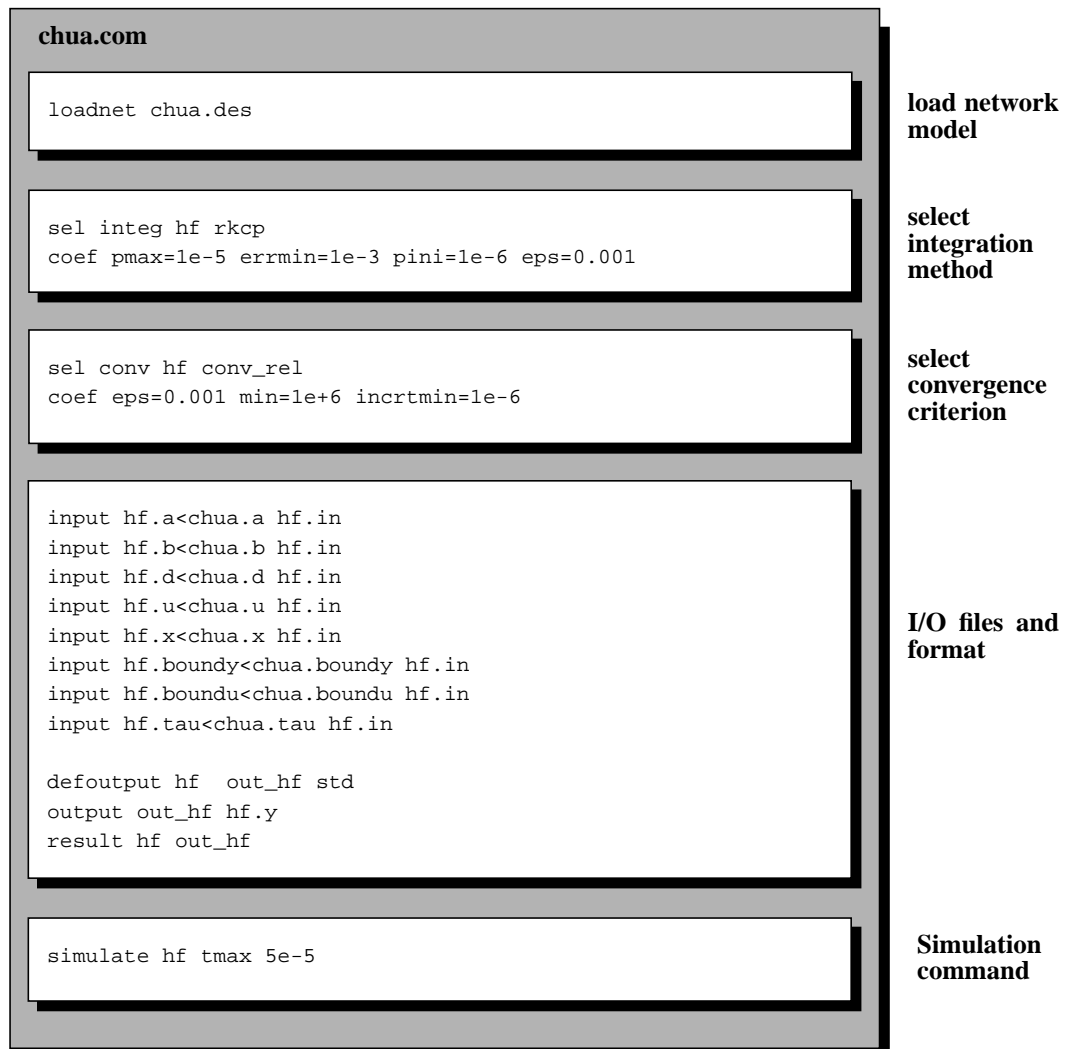 chua.com
loadnet chua.des
load network
model
sel integ hf rkcp
coef pmax=1e-5 errmin=1e-3 pini=1e-6 eps=0.001
select
integration
method
sel conv hf conv_rel
coef eps=0.001 min=1e+6 incrtmin=1e-6
select
convergence
criterion
input hf.a<chua.a hf.in
input hf.b<chua.b hf.in
input hf.d<chua.d hf.in
input hf.u<chua.u hf.in
input hf.x<chua.x hf.in
input hf.boundy<chua.boundy hf.in
input hf.boundu<chua.boundu hf.in
input hf.tau<chua.tau hf.in
defoutput hf  out_hf std
output out_hf hf.y
result hf out_hf
I/O files and
format
simulate hf tmax 5e-5
Simulation
command